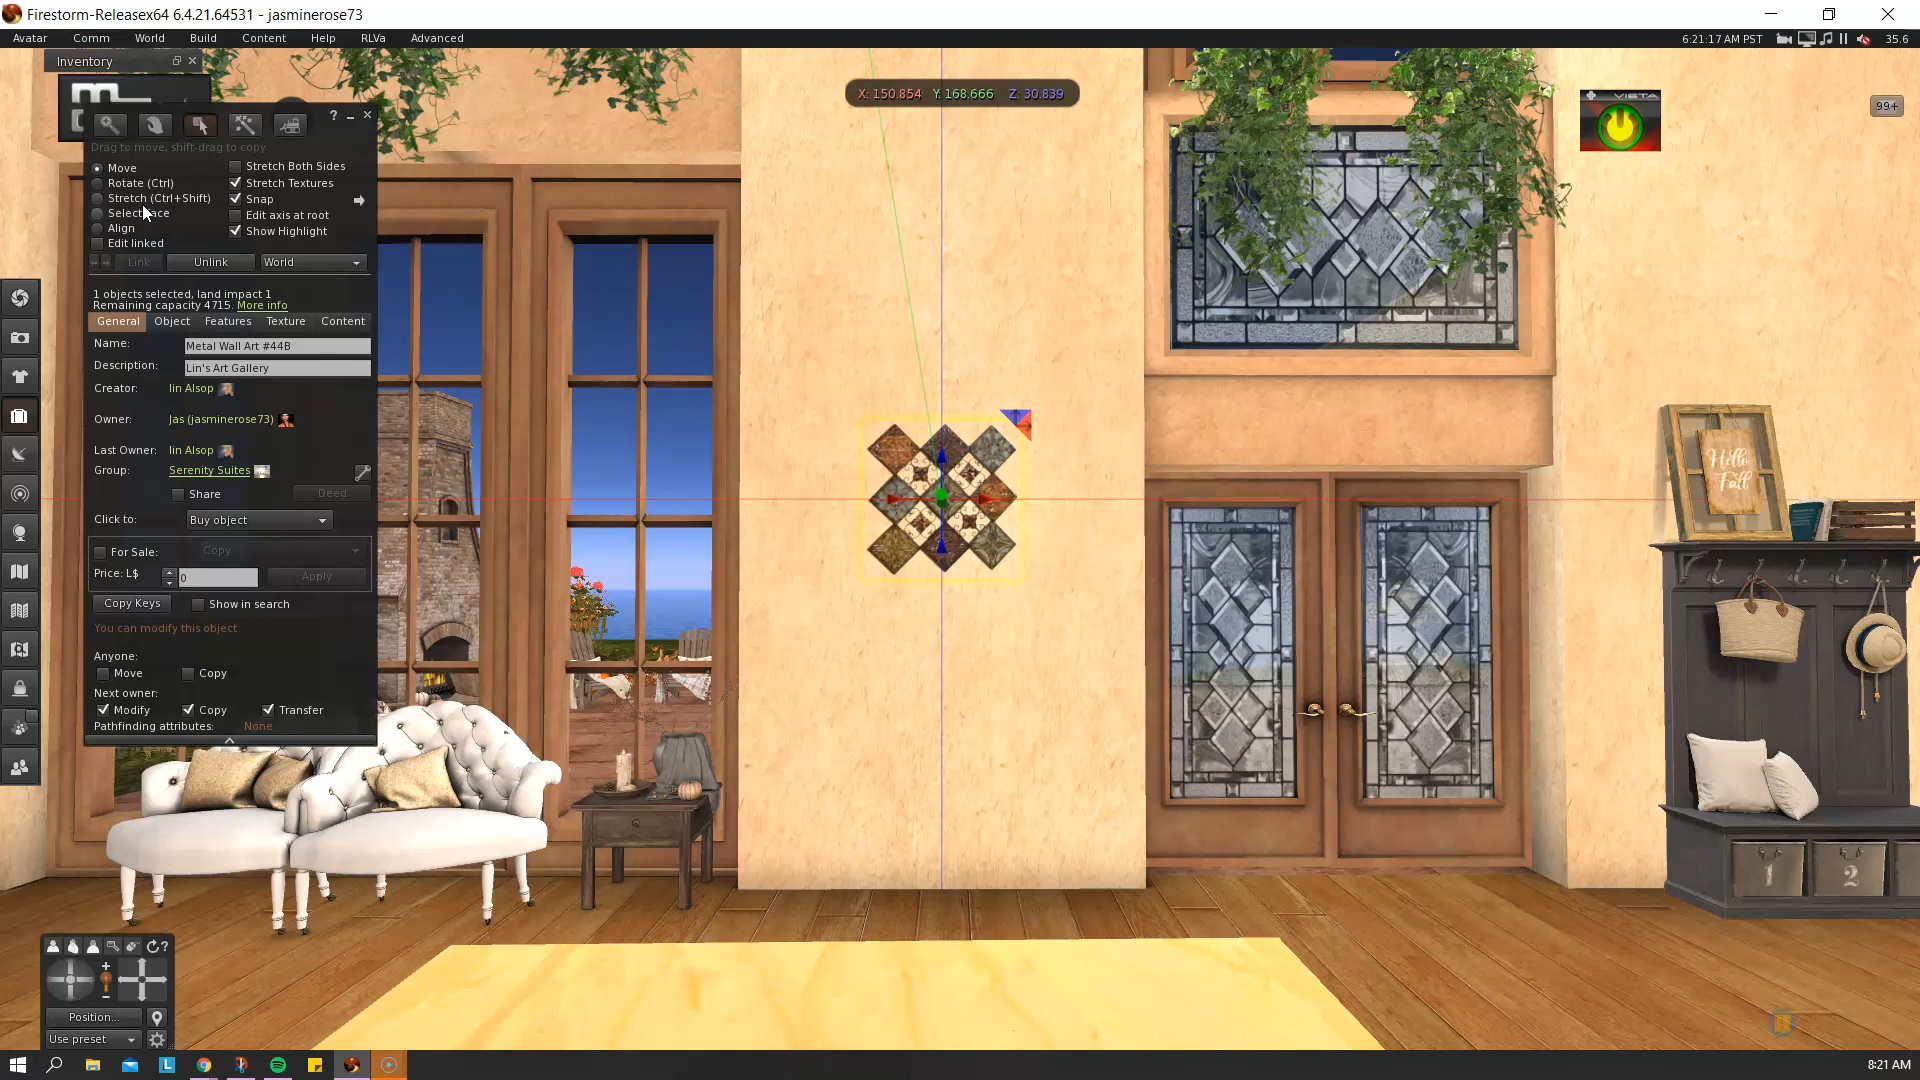 Firestorm-Releasex64 6.4.21.64531 - jasminerose73
Avatar Comm World Build Content Help RLVa Advanced
6:21:17 AM PST 35.6
Inventory
X: 150.854 Y: 168.666 Z: 30.839
VISTA
99+
?
Drag to move, shift-drag to copy
Move
Rotate (Ctrl)
Stretch (Ctrl+Shift)
Select Face
Align
Edit linked
Stretch Both Sides
Stretch Textures
Snap
Edit axis at root
Show Highlight
Link Unlink World
1 objects selected, land impact 1
Remaining capacity 4715. More info
General Object Features Texture Content
Name: Metal Wall Art #44B
Description: Lin's Art Gallery
Creator: lin Alsop
Owner: Jas (jasminerose73)
Last Owner: lin Alsop
Group: Serenity Suites
Share Deed
Click to: Buy object
For Sale: Copy
Price: L$ 0 Apply
Copy Keys Show in search
You can modify this object
Anyone:
Move Copy
Next owner:
Modify Copy Transfer
Pathfinding attributes: None
Hello
Fall
1 2
?
Position...
Use preset
L
8:21 AM